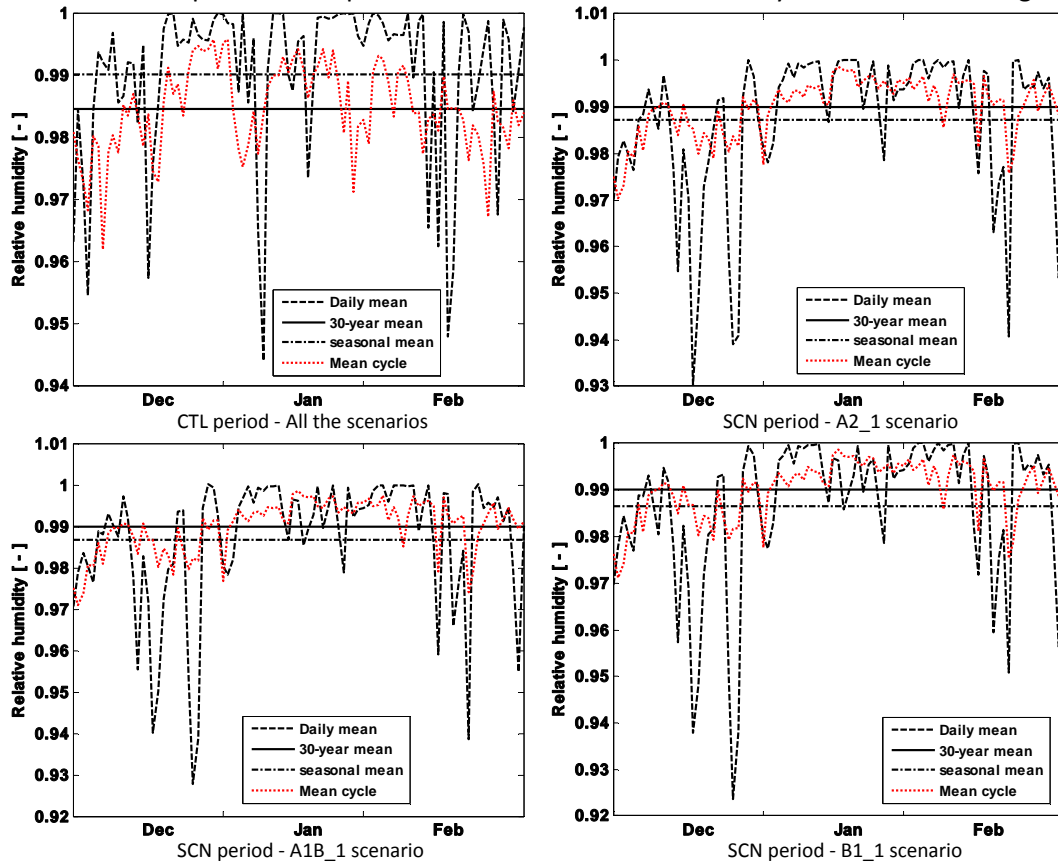 1
0.99
0.98
0.97
0.96
0.95
0.94
Relative humidity [ - ]
Daily mean
30-year mean
seasonal mean
Mean cycle
Dec Jan Feb
CTL period - All the scenarios
1.01
1
0.99
0.98
0.97
0.96
0.95
0.94
0.93
Relative humidity [ - ]
Daily mean
30-year mean
seasonal mean
Mean cycle
Dec Jan Feb
SCN period - A2_1 scenario
1.01
1
0.99
0.98
0.97
0.96
0.95
0.94
0.93
0.92
Relative humidity [ - ]
Daily mean
30-year mean
seasonal mean
Mean cycle
Dec Jan Feb
SCN period - A1B_1 scenario
1
0.99
0.98
0.97
0.96
0.95
0.94
0.93
0.92
Relative humidity [ - ]
Daily mean
30-year mean
seasonal mean
Mean cycle
Dec Jan Feb
SCN period - B1_1 scenario